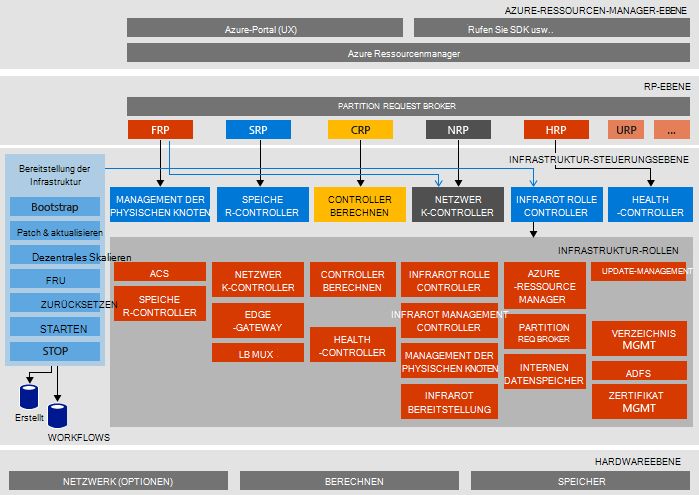 AZURE-RESSOURCEN-MANAGER-EBENE
Azure-Portal (UX)
Rufen Sie SDK usw..
Azure Ressourcenmanager
RP-EBENE
PARTITION REQUEST BROKER
FRP
SRP
CRP
NRP
HRP
URP
...
INFRASTRUKTUR-STEUERUNGSEBENE
Bereitstellung der
Infrastruktur
Bootstrap
Patch & aktualisieren
Dezentrales Skalieren
FRU
ZURÜCKSETZEN
STARTEN
STOP
Erstellt
WORKFLOWS
MANAGEMENT DER
PHYSISCHEN KNOTEN
SPEICHE
R-CONTROLLER
CONTROLLER
BERECHNEN
NETZWER
K-CONTROLLER
INFRAROT ROLLE
CONTROLLER
HEALTH
-CONTROLLER
INFRASTRUKTUR-ROLLEN
ACS
SPEICHE
R-CONTROLLER
NETZWER
K-CONTROLLER
EDGE
-GATEWAY
LB MUX
CONTROLLER
BERECHNEN
HEALTH
-CONTROLLER
INFRAROT ROLLE
CONTROLLER
INFRAROT MANAGEMENT
CONTROLLER
MANAGEMENT DER
PHYSISCHEN KNOTEN
INFRAROT
BEREITSTELLUNG
AZURE
-RESSOURCE
MANAGER
PARTITION
REQ BROKER
INTERNEN
DATENSPEICHER
UPDATE-MANAGEMENT
VERZEICHNIS
MGMT
ADFS
ZERTIFIKAT
MGMT
HARDWAREEBENE
NETZWERK (OPTIONEN)
BERECHNEN
SPEICHER